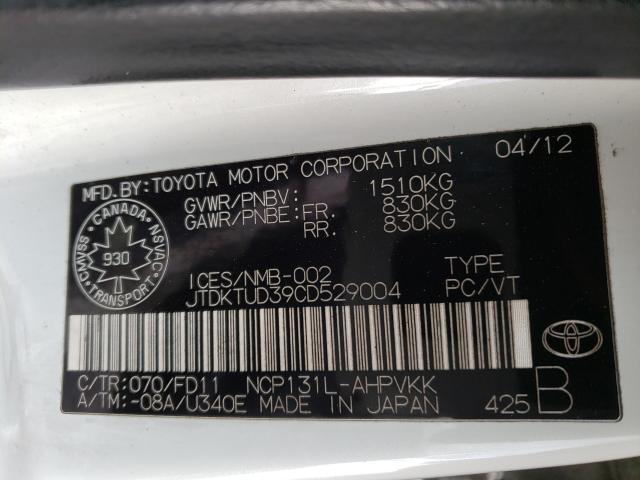 MFD.BY:TOYOTA MOTOR CORPORATION 04/12
GVWR/PNBV: 1510KG
GAWR/PNBE:FR. 830KG
RR. 830KG
CANADA
CMVSS NSVAC
930
TRANSPORT
ICES/NMB-002 TYPE
JTDKTUD39CD529004 PC/VT
C/TR:070/FD11 NCP131L-AHPVKK
A/TM:-08A/U340E MADE IN JAPAN 425 B